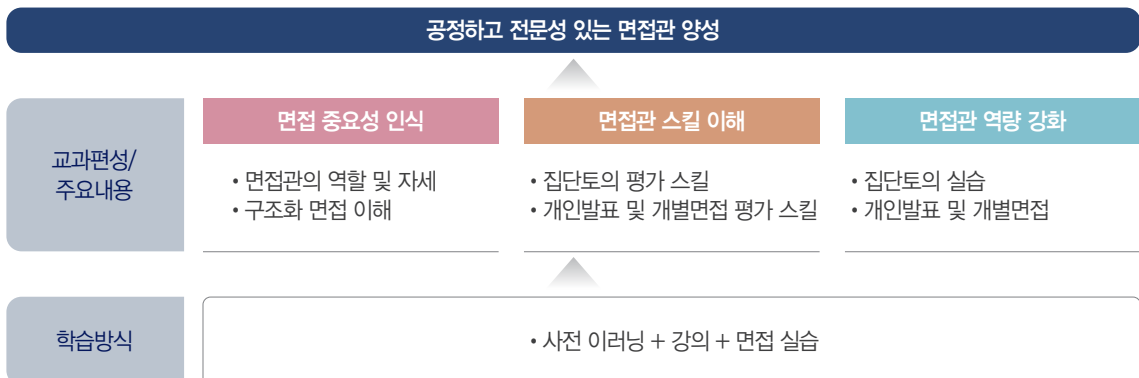 공정하고 전문성 있는 면접관 양성
교과편성/
주요내용
면접 중요성 인식
• 면접관의 역할 및 자세
• 구조화 면접 이해
면접관 스킬 이해
• 집단토의 평가 스킬
• 개인발표 및 개별면접 평가 스킬
면접관 역량 강화
• 집단토의 실습
• 개인발표 및 개별면접
학습방식
• 사전 이러닝 + 강의 + 면접 실습